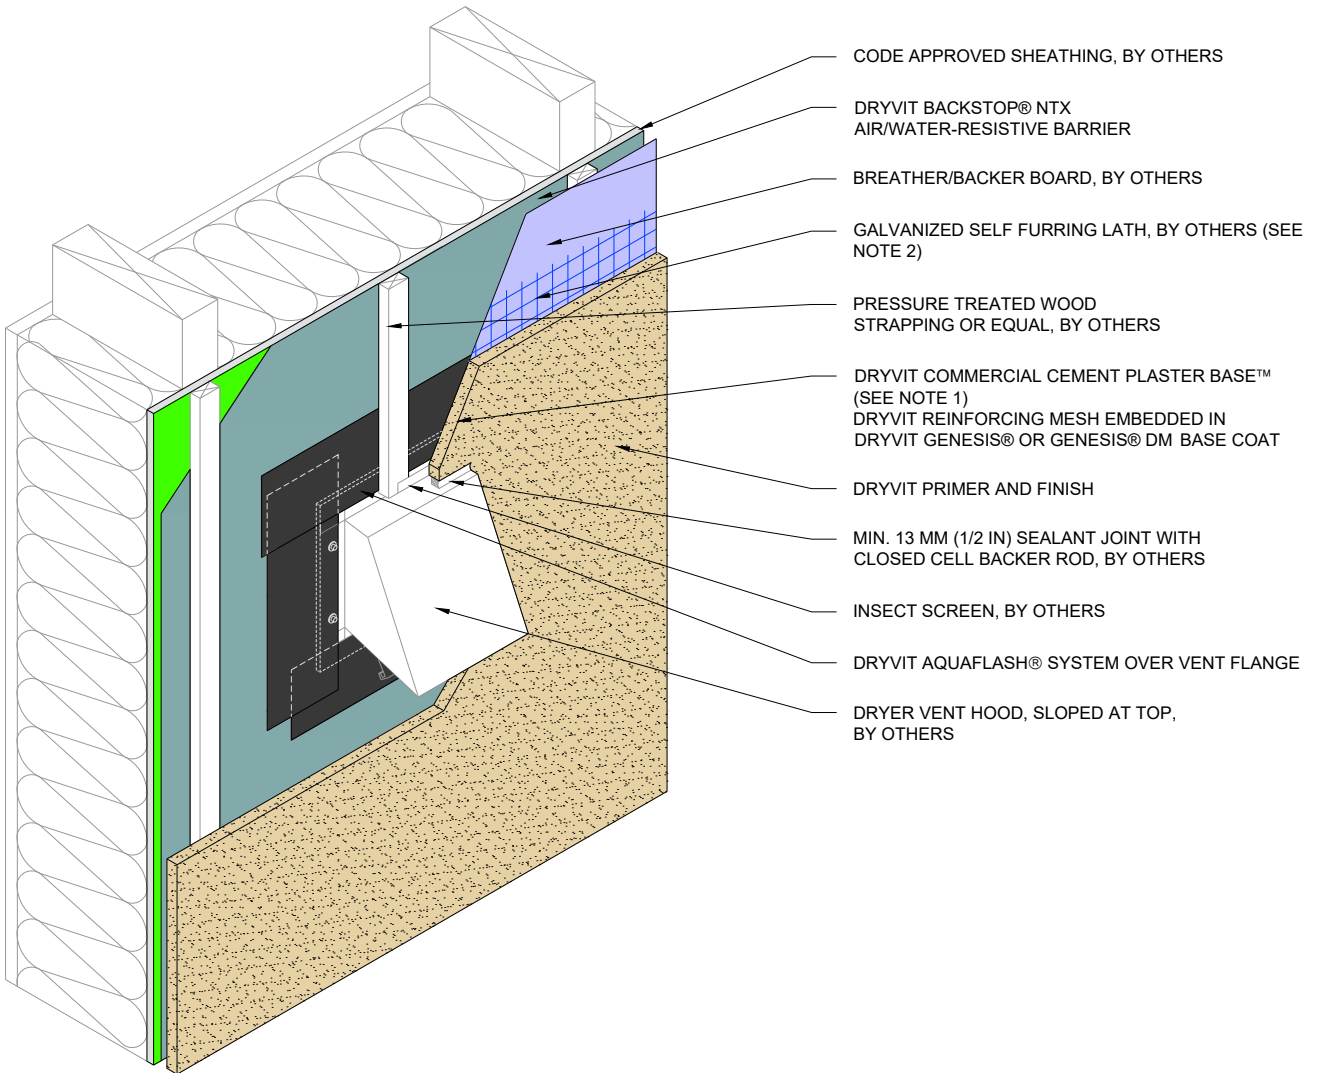 CODE APPROVED SHEATHING, BY OTHERS
DRYVIT BACKSTOP® NTX
AIR/WATER-RESISTIVE BARRIER
BREATHER/BACKER BOARD, BY OTHERS
GALVANIZED SELF FURRING LATH, BY OTHERS (SEE
NOTE 2)
PRESSURE TREATED WOOD
STRAPPING OR EQUAL, BY OTHERS
DRYVIT COMMERCIAL CEMENT PLASTER BASE™
(SEE NOTE 1)
DRYVIT REINFORCING MESH EMBEDDED IN
DRYVIT GENESIS® OR GENESIS® DM BASE COAT
DRYVIT PRIMER AND FINISH
MIN. 13 MM (1/2 IN) SEALANT JOINT WITH
CLOSED CELL BACKER ROD, BY OTHERS
INSECT SCREEN, BY OTHERS
DRYVIT AQUAFLASH® SYSTEM OVER VENT FLANGE
DRYER VENT HOOD, SLOPED AT TOP,
BY OTHERS